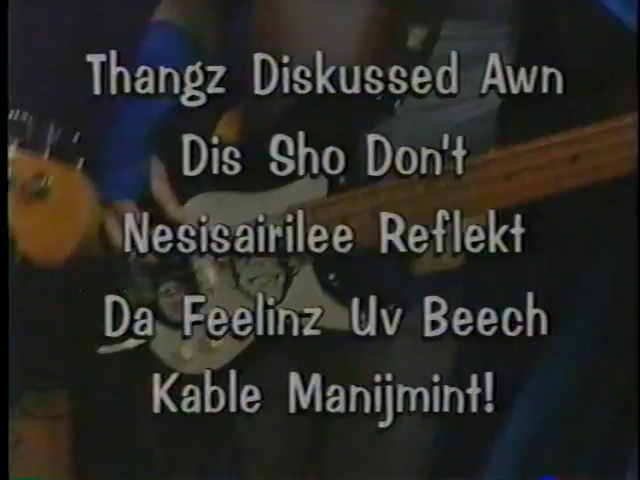 Thangz Diskussed Awn
Dis Sho Don't
Nesisairilee Reflekt
Da Feelinz Uv Beech
Kable Manijmint!